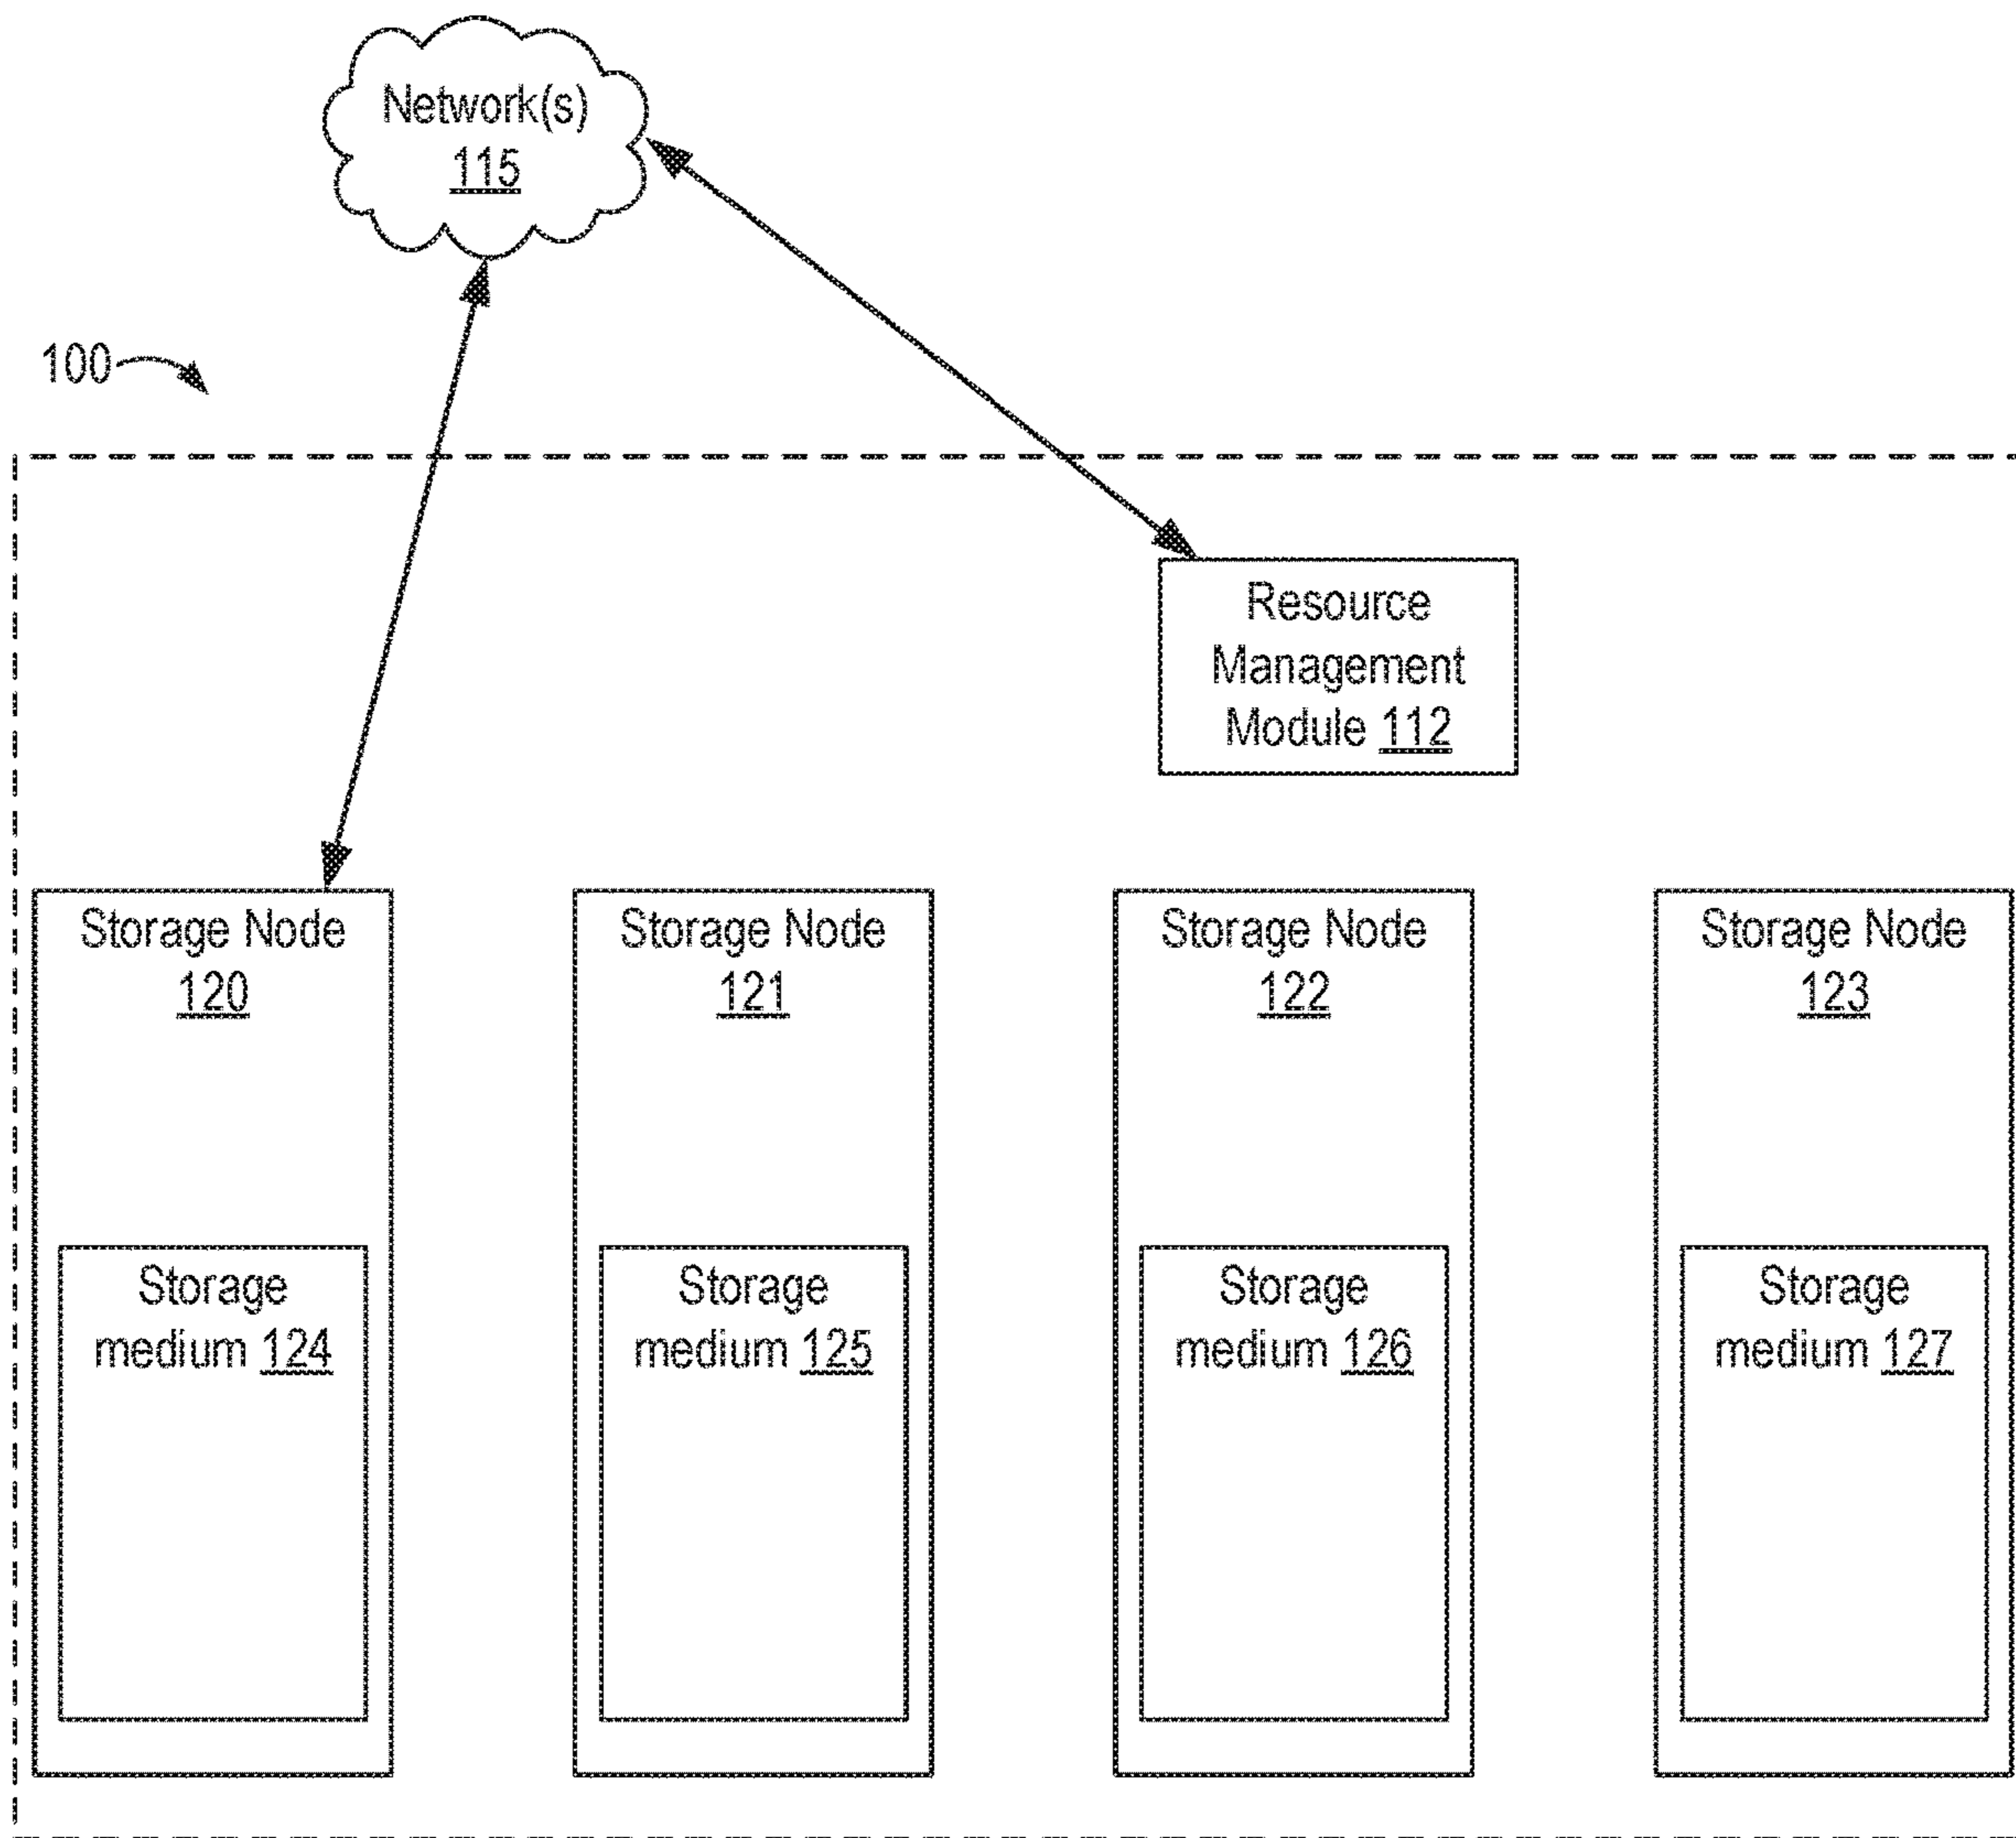 Network(s)
115
100
Resource
Management
Module 112
Storage Node
120
Storage Node
121
Storage Node
122
Storage Node
123
Storage
medium 124
Storage
medium 125
Storage
medium 126
Storage
medium 127